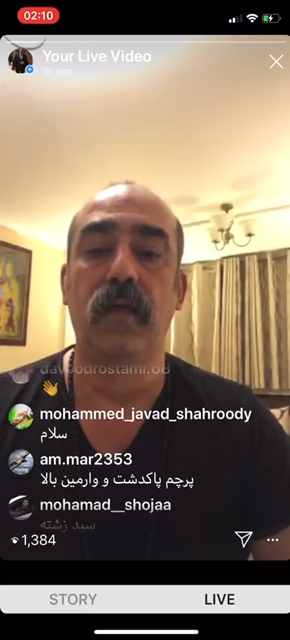 02:10
Your Live Video
3h ago
davoodrostami.68
👋
mohammed_javad_shahroody
سلام
am.mar2353
پرچم پاکدشت و وارمین بالا
mohamad__shojaa
سید زشته
1,384
STORY
LIVE